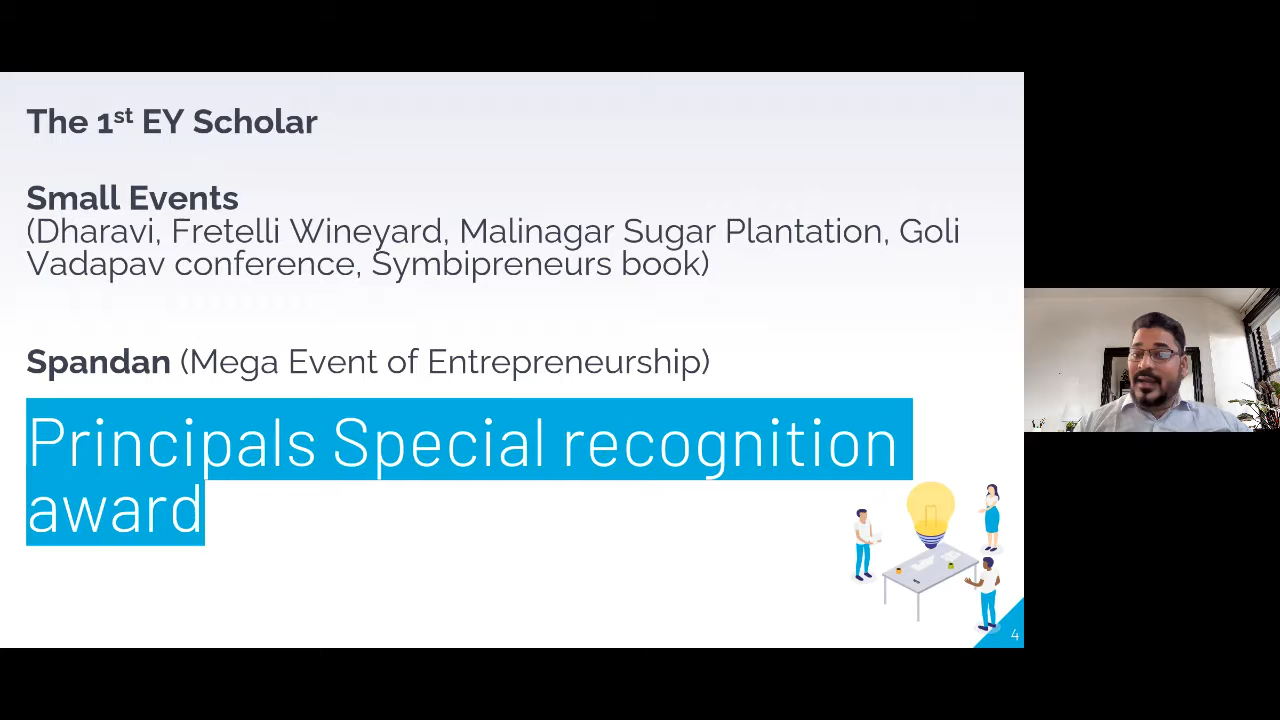 The 1st EY Scholar
Small Events
(Dharavi, Fretelli Wineyard, Malinagar Sugar Plantation, Goli
Vadapav conference, Symbipreneurs book)
Spandan (Mega Event of Entrepreneurship)
Principals Special recognition
award
4